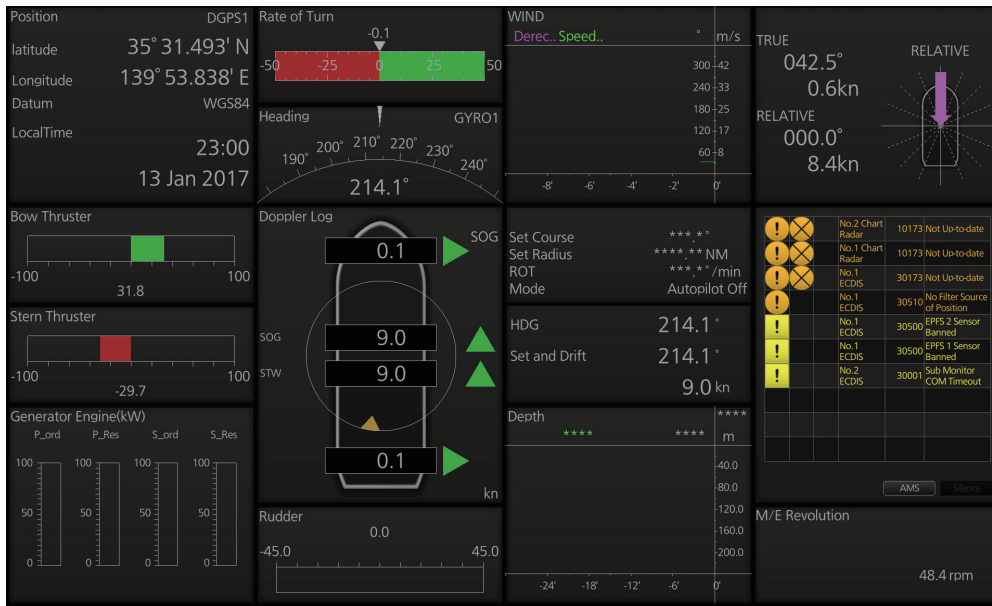 Position DGPS1
latitude 35° 31.493' N
Longitude 139° 53.838' E
Datum WGS84
LocalTime
23:00
13 Jan 2017
Rate of Turn
-0.1
-50 -25 0 25 50
Heading GYRO1
190° 200° 210° 220° 230° 240°
214.1°
WIND
Derec.. Speed.. ° m/s
300 42
240 33
180 25
120 17
60 8
-8' -6' -4' -2' 0'
TRUE
042.5°
0.6kn
RELATIVE
000.0°
8.4kn
RELATIVE
Bow Thruster
-100 100
31.8
Stern Thruster
-100 100
-29.7
Generator Engine(kW)
P_ord P_Res S_ord S_Res
100 100 100 100
50 50 50 50
0 0 0 0
Doppler Log
0.1 SOG
SOG 9.0
STW 9.0
0.1
kn
Rudder
0.0
-45.0 45.0
Set Course ***.*°
Set Radius ****.** NM
ROT ***.*°/min
Mode Autopilot Off
HDG 214.1°
Set and Drift 214.1°
9.0 kn
Depth ****
**** **** m
-40.0
-80.0
-120.0
-160.0
-200.0
-24' -18' -12' -6' 0'
! No.2 Chart Radar 10173 Not Up-to-date
! No.1 Chart Radar 10173 Not Up-to-date
! No.1 ECDIS 30173 Not Up-to-date
! No.1 ECDIS 30510 No Filter Source of Position
! No.1 ECDIS 30500 EPFS 2 Sensor Banned
! No.1 ECDIS 30500 EPFS 1 Sensor Banned
! No.2 ECDIS 30001 Sub Monitor COM Timeout
AMS Silence
M/E Revolution
48.4 rpm